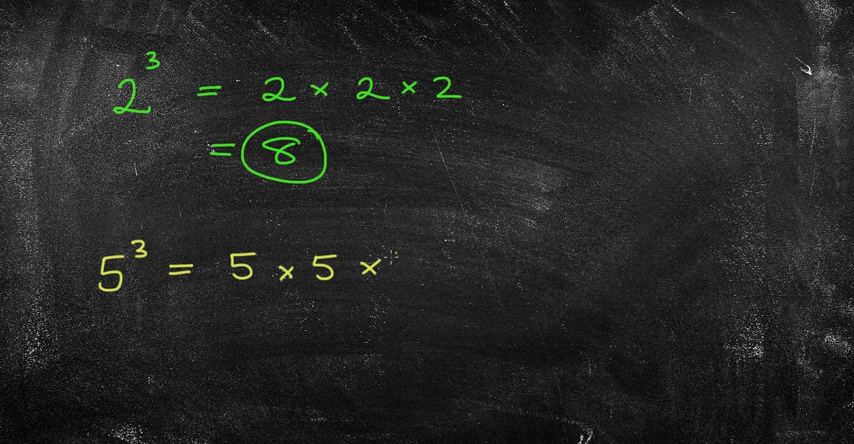 2³ = 2 × 2 × 2
= 8
5³ = 5 × 5 ×